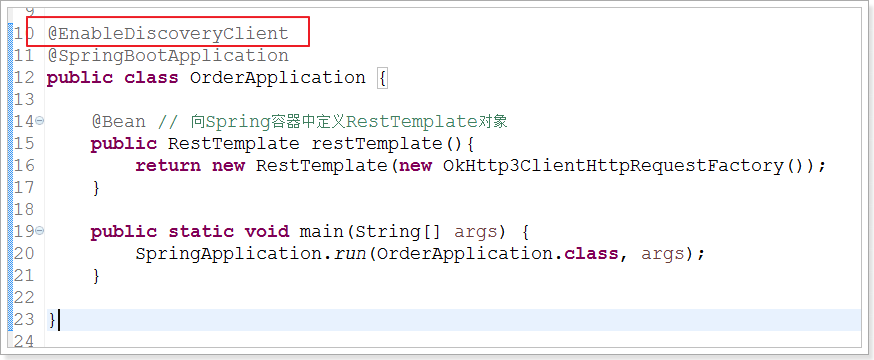 9
10 @EnableDiscoveryClient
11 @SpringBootApplication
12 public class OrderApplication {
13
14     @Bean // 向Spring容器中定义RestTemplate对象
15     public RestTemplate restTemplate(){
16         return new RestTemplate(new OkHttp3ClientHttpRequestFactory());
17     }
18
19     public static void main(String[] args) {
20         SpringApplication.run(OrderApplication.class, args);
21     }
22
23 }
24